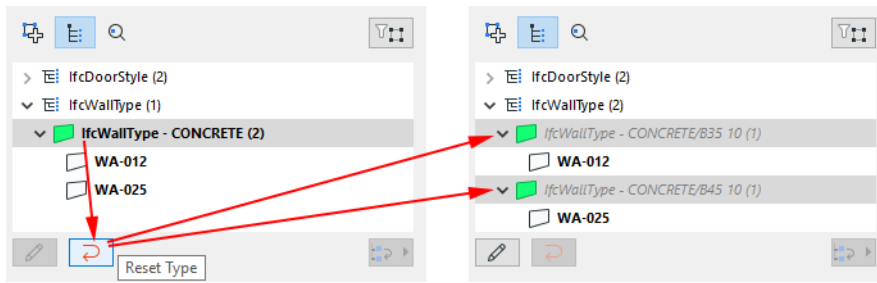 IfcDoorStyle (2)
IfcWallType (1)
IfcWallType - CONCRETE (2)
WA-012
WA-025
Reset Type
IfcDoorStyle (2)
IfcWallType (2)
IfcWallType - CONCRETE/B35 10 (1)
WA-012
IfcWallType - CONCRETE/B45 10 (1)
WA-025